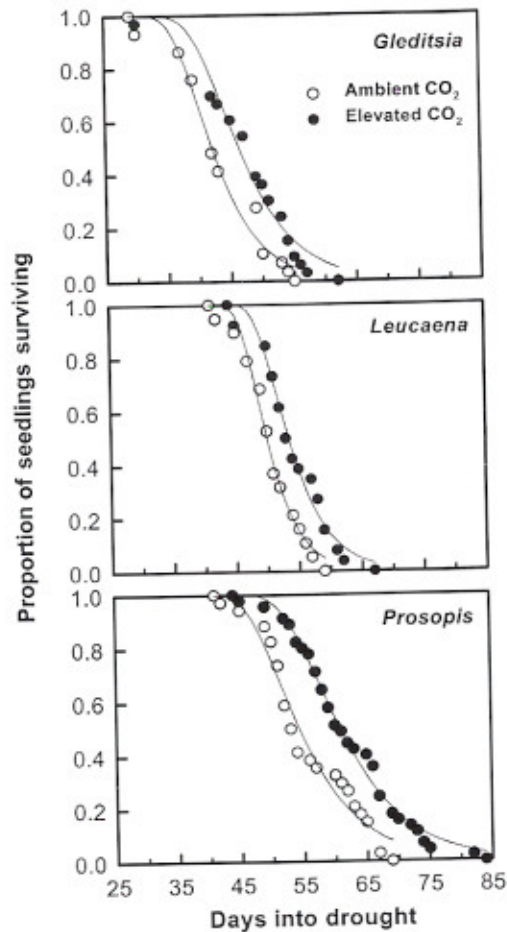 1.0
0.8
0.6
0.4
0.2
0.0
Gleditsia
Ambient CO₂
Elevated CO₂
Proportion of seedlings surviving
1.0
0.8
0.6
0.4
0.2
0.0
Leucaena
1.0
0.8
0.6
0.4
0.2
0.0
Prosopis
25 35 45 55 65 75 85
Days into drought